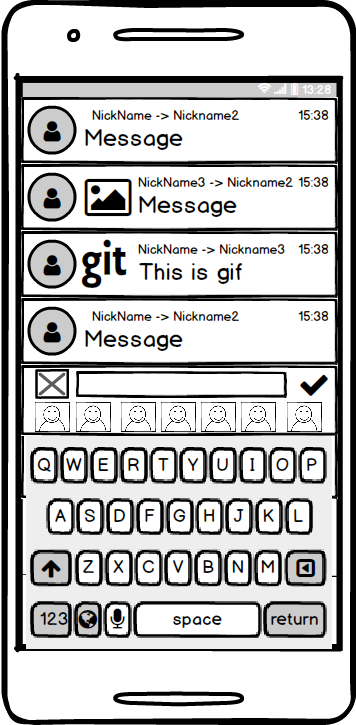 13:28
NickName -> Nickname2 15:38
Message
NickName3 -> Nickname2 15:38
Message
NickName -> Nickname3 15:38
git This is gif
NickName -> Nickname2 15:38
Message
Q W E R T Y U I O P
A S D F G H J K L
Z X C V B N M
123 space return